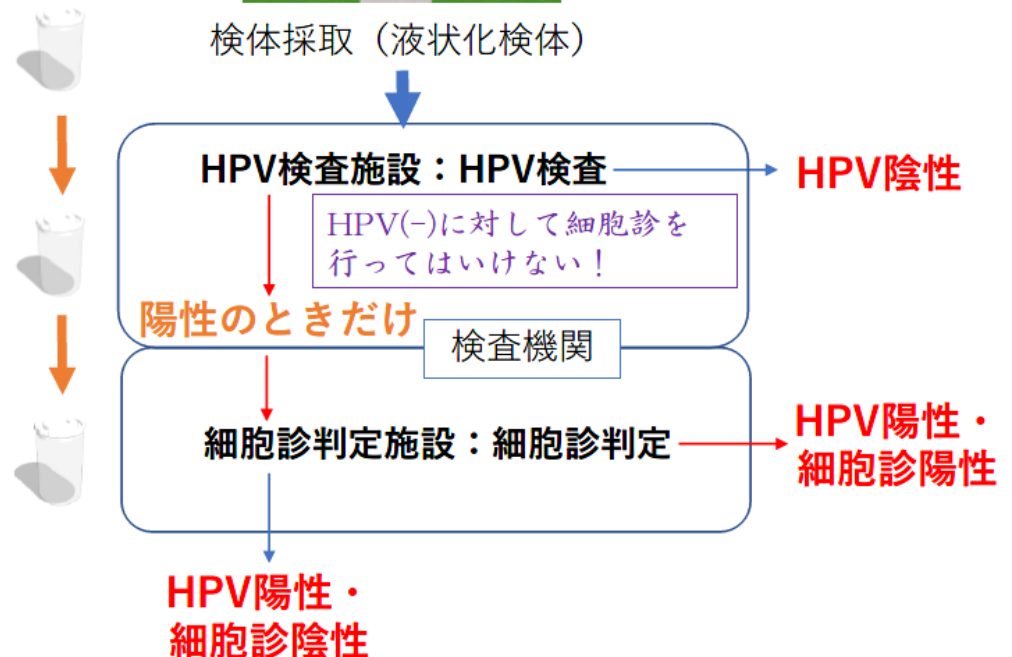 検体採取（液状化検体）
HPV検査施設：HPV検査
HPV陰性
HPV(-)に対して細胞診を
行ってはいけない！
陽性のときだけ
検査機関
細胞診判定施設：細胞診判定
HPV陽性・
細胞診陽性
HPV陽性・
細胞診陰性